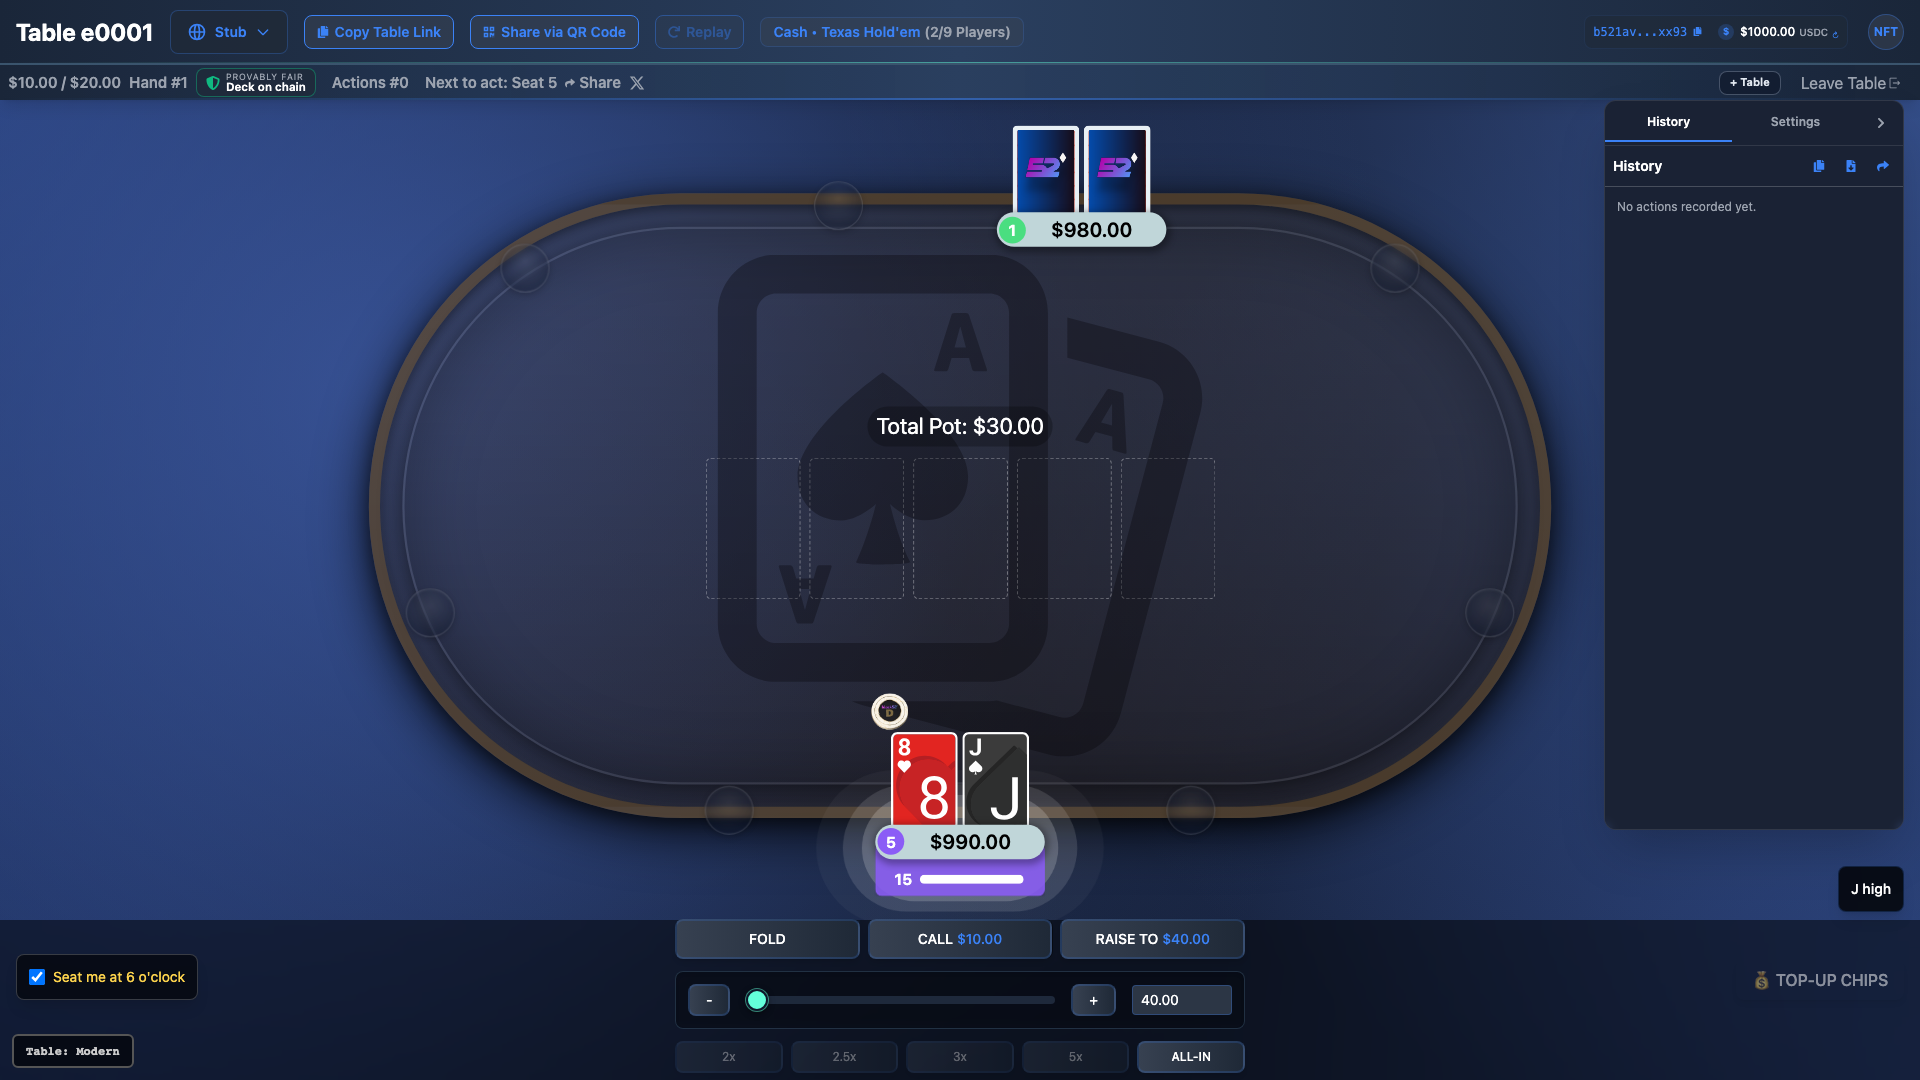 Table e0001
Stub
Copy Table Link
Share via QR Code
Replay
Cash • Texas Hold'em (2/9 Players)
b521av...xx93
$
$1000.00 USDC
NFT
$10.00 / $20.00
Hand #1
PROVABLY FAIR
Deck on chain
Actions #0
Next to act: Seat 5
Share
+ Table
Leave Table
History
Settings
History
No actions recorded yet.
52
52
1
$980.00
A
A
A
Total Pot: $30.00
D
8
8
J
J
5
$990.00
15
J high
FOLD
CALL $10.00
RAISE TO $40.00
-
+
40.00
2x
2.5x
3x
5x
ALL-IN
Seat me at 6 o'clock
Table: Modern
TOP-UP CHIPS